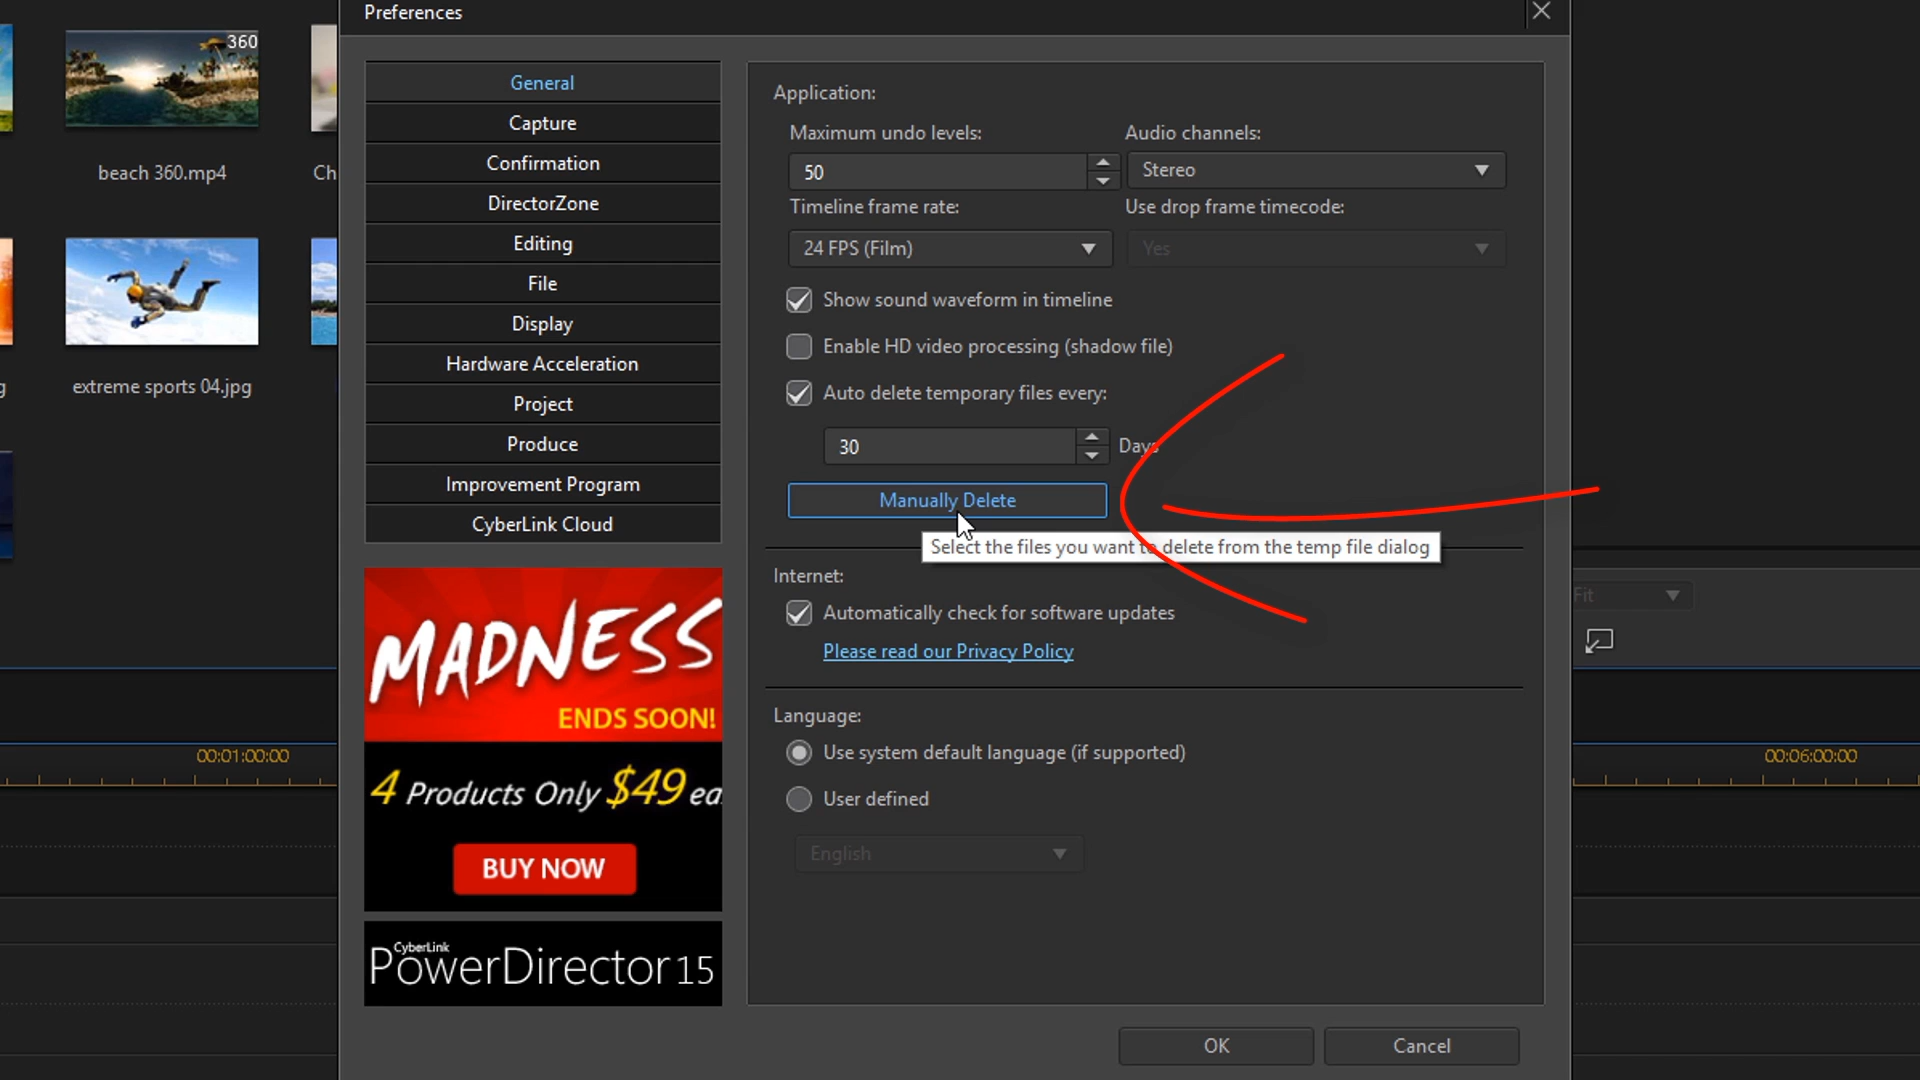 Preferences
360
beach 360.mp4
Ch
g
extreme sports 04.jpg
General
Capture
Confirmation
DirectorZone
Editing
File
Display
Hardware Acceleration
Project
Produce
Improvement Program
CyberLink Cloud
MADNESS
ENDS SOON!
4 Products Only $49 ea.
BUY NOW
CyberLink
PowerDirector 15
Application:
Maximum undo levels:
Audio channels:
50
Stereo
Timeline frame rate:
Use drop frame timecode:
24 FPS (Film)
Yes
Show sound waveform in timeline
Enable HD video processing (shadow file)
Auto delete temporary files every:
30
Days
Manually Delete
Select the files you want to delete from the temp file dialog
Internet:
Automatically check for software updates
Please read our Privacy Policy
Language:
Use system default language (if supported)
User defined
English
OK
Cancel
Fit
00:01:00:00
00:06:00:00